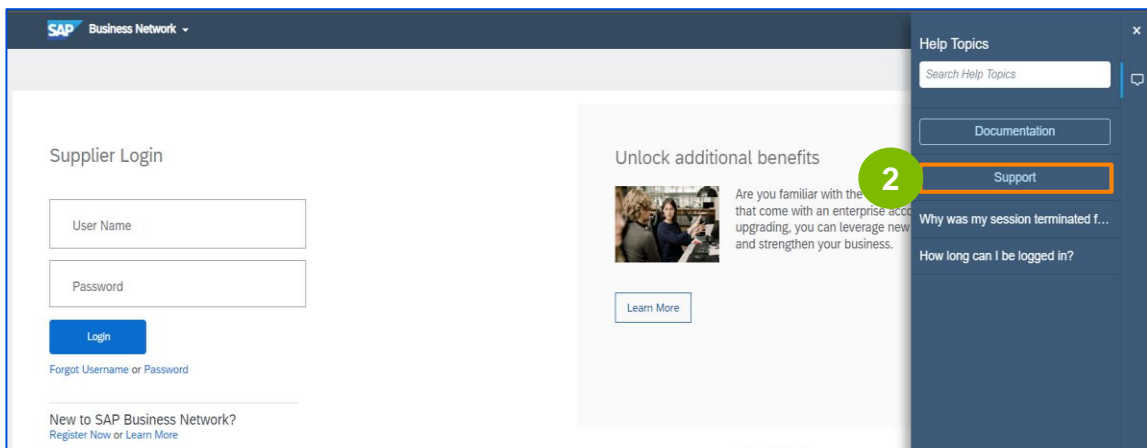 SAP Business Network
Supplier Login
User Name
Password
Login
Forgot Username or Password
New to SAP Business Network?
Register Now or Learn More
Unlock additional benefits
Are you familiar with the
that come with an enterprise acco
upgrading, you can leverage new
and strengthen your business.
Learn More
Help Topics
Search Help Topics
Documentation
2
Support
Why was my session terminated f...
How long can I be logged in?